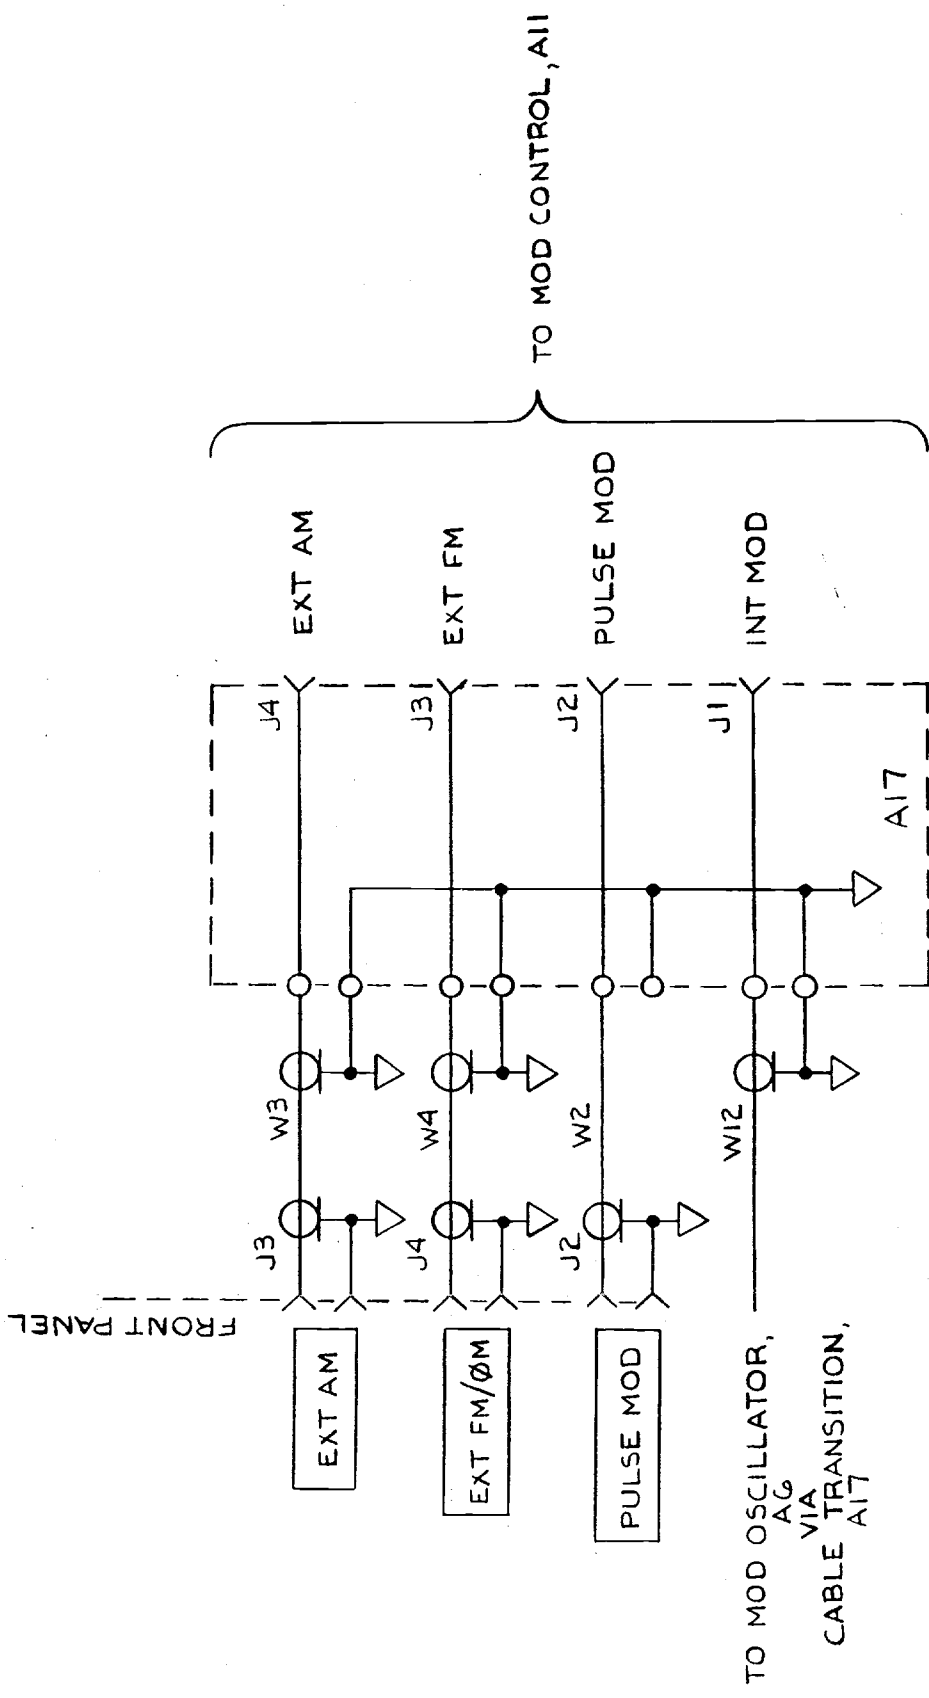 FRONT PANEL
EXT AM
J3
W3
J4
EXT AM
EXT FM/ØM
J4
W4
J3
EXT FM
PULSE MOD
J2
W2
J2
PULSE MOD
TO MOD OSCILLATOR,
A6
VIA
CABLE TRANSITION,
A17
W12
J1
INT MOD
A17
TO MOD CONTROL, A11